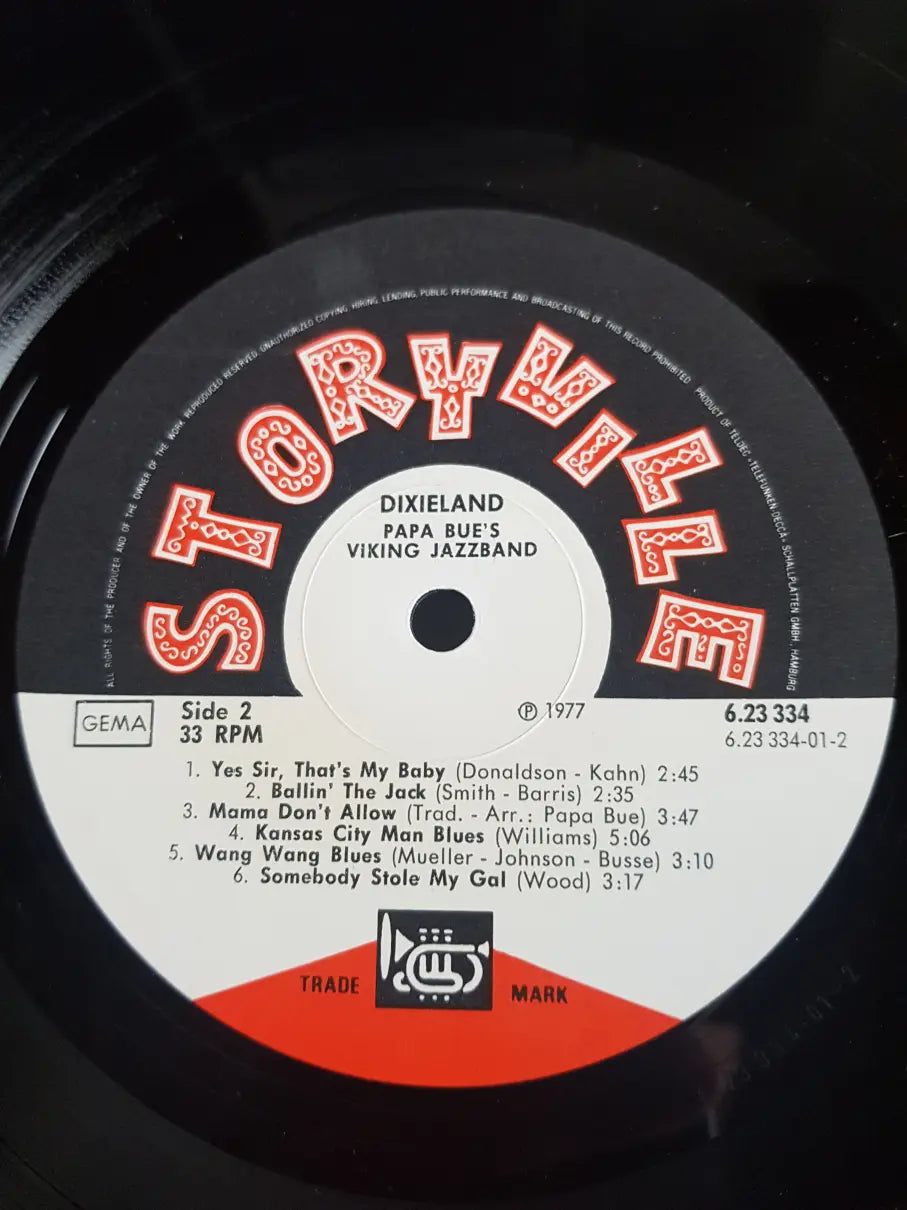 ALL RIGHTS OF THE PRODUCER AND OF THE OWNER OF THE WORK REPRODUCED RESERVED. UNAUTHORIZED COPYING, HIRING, LENDING, PUBLIC PERFORMANCE AND BROADCASTING OF THIS RECORD PROHIBITED PRODUCT OF TELDEC »TELEFUNKEN-DECCA« SCHALLPLATTEN GMBH., HAMBURG
STORYVILLE
DIXIELAND
PAPA BUE'S
VIKING JAZZBAND
GEMA
Side 2
33 RPM
℗ 1977
6.23 334
6.23 334-01-2
1. Yes Sir, That's My Baby (Donaldson - Kahn) 2:45
2. Ballin' The Jack (Smith - Barris) 2:35
3. Mama Don't Allow (Trad. - Arr.: Papa Bue) 3:47
4. Kansas City Man Blues (Williams) 5:06
5. Wang Wang Blues (Mueller - Johnson - Busse) 3:10
6. Somebody Stole My Gal (Wood) 3:17
TRADE MARK